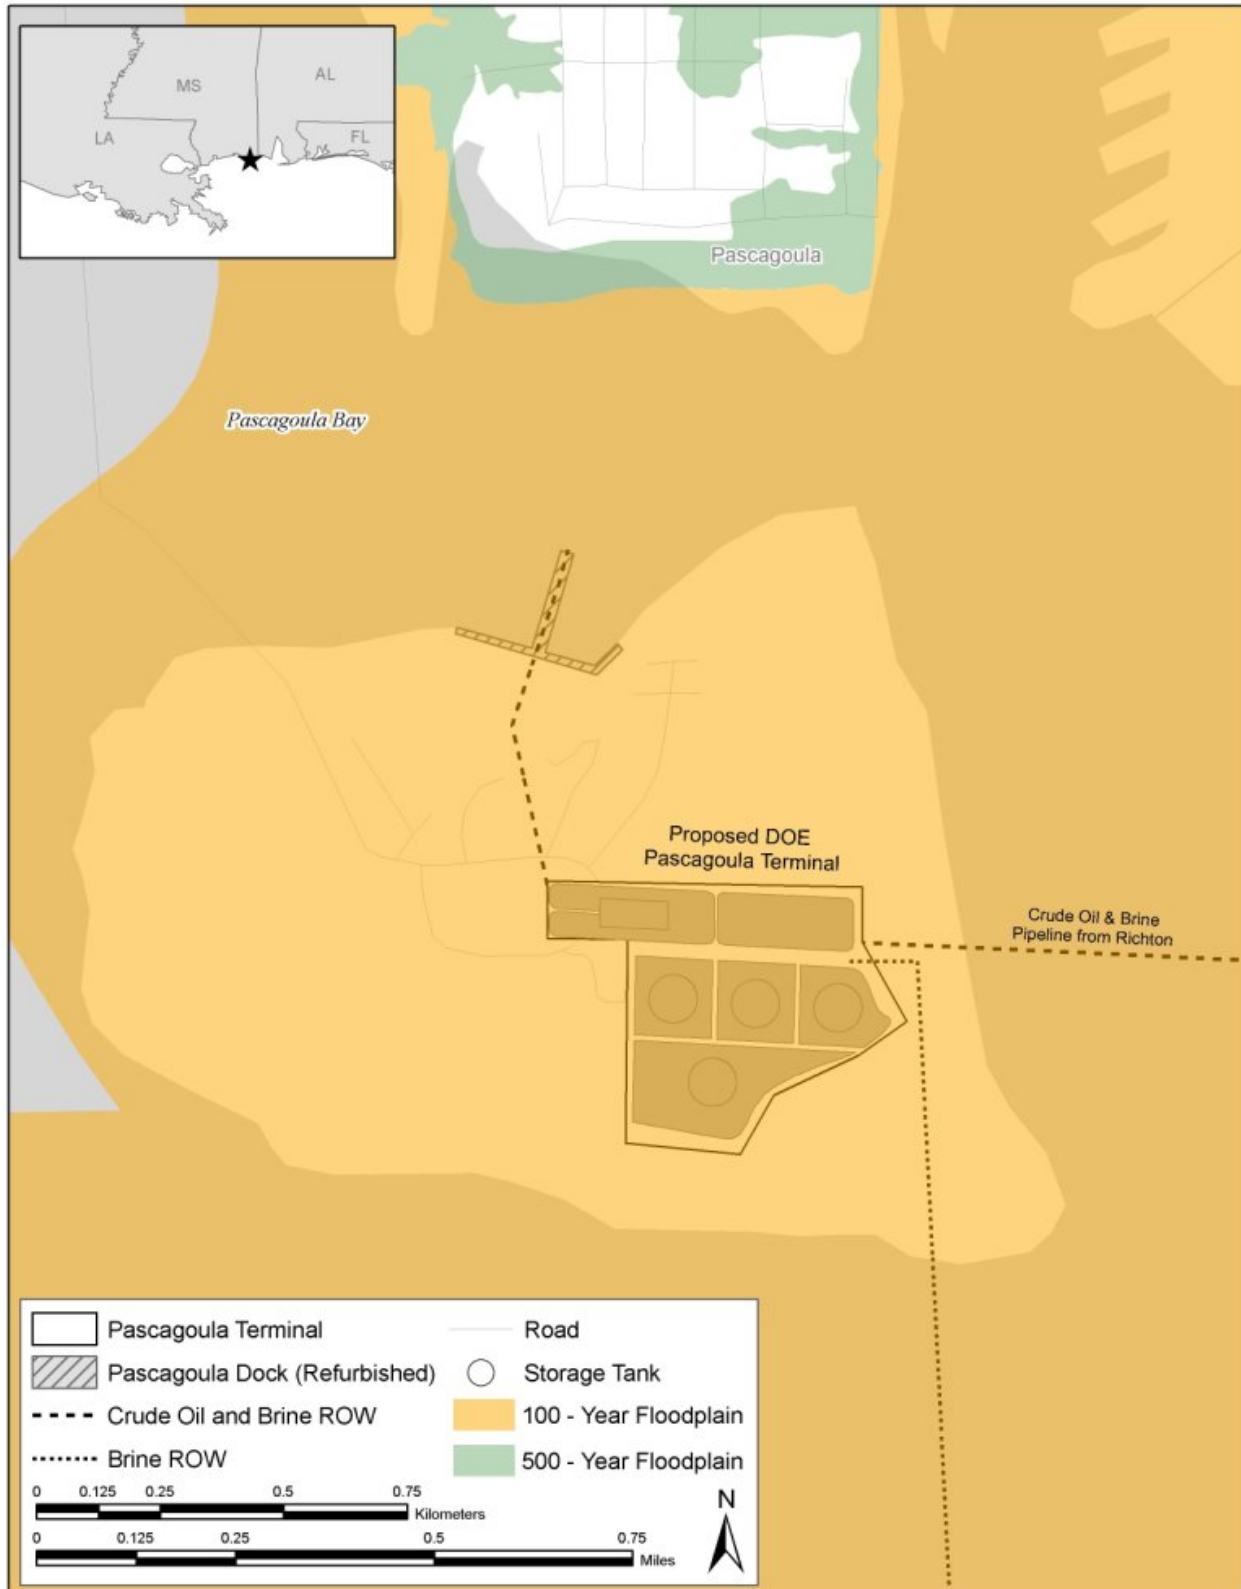 MS
AL
LA
FL
Pascagoula
Pascagoula Bay
Proposed DOE
Pascagoula Terminal
Crude Oil & Brine
Pipeline from Richton
Pascagoula Terminal
Road
Pascagoula Dock (Refurbished)
Storage Tank
Crude Oil and Brine ROW
100 - Year Floodplain
Brine ROW
500 - Year Floodplain
0 0.125 0.25 0.5 0.75
Kilometers
0 0.125 0.25 0.5 0.75
Miles
N